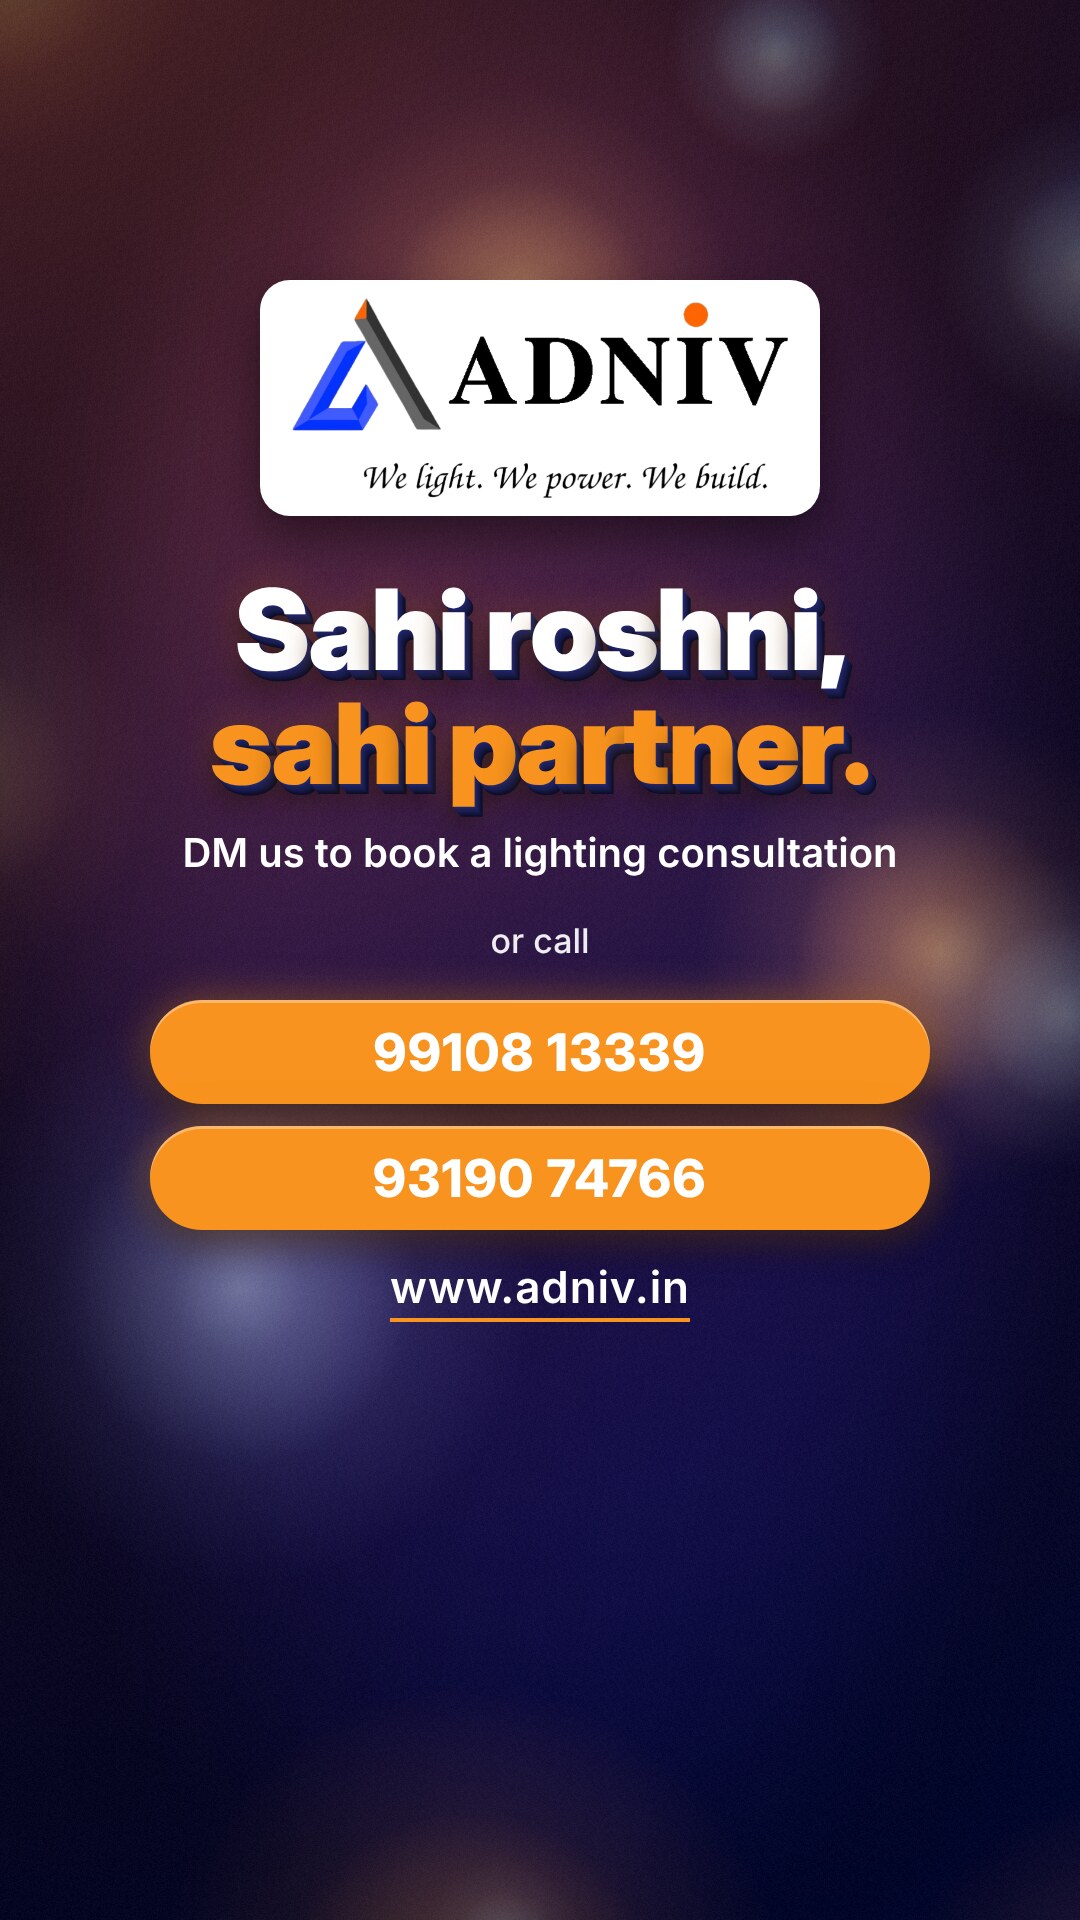 ADNiV
We light. We power. We build.
Sahi roshni,
sahi partner.
DM us to book a lighting consultation
or call
99108 13339
93190 74766
www.adniv.in